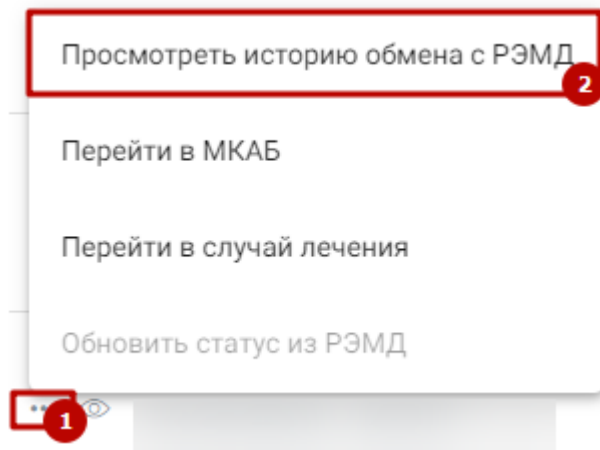 Просмотреть историю обмена с РЭМД
2
Перейти в МКАБ
Перейти в случай лечения
Обновить статус из РЭМД
1